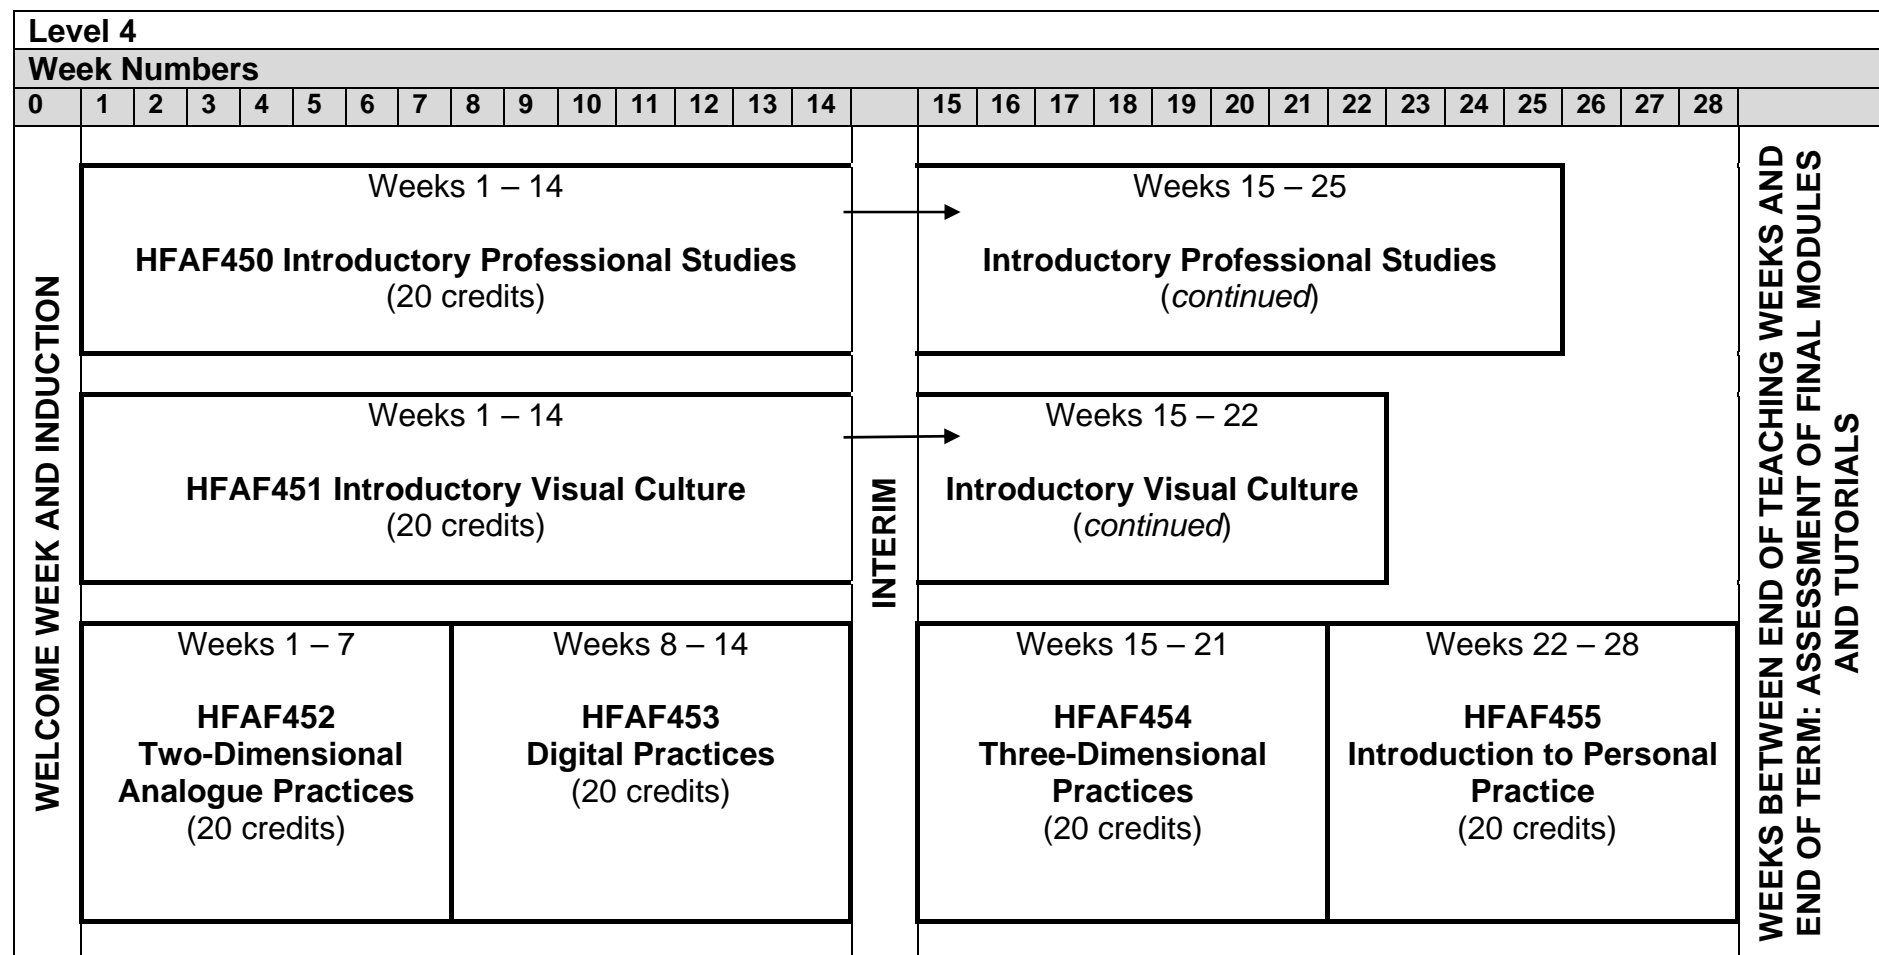 Level 4
Week Numbers
0 1 2 3 4 5 6 7 8 9 10 11 12 13 14 15 16 17 18 19 20 21 22 23 24 25 26 27 28
WELCOME WEEK AND INDUCTION
Weeks 1 – 14
HFAF450 Introductory Professional Studies
(20 credits)
Weeks 1 – 14
HFAF451 Introductory Visual Culture
(20 credits)
Weeks 1 – 7
HFAF452
Two-Dimensional
Analogue Practices
(20 credits)
Weeks 8 – 14
HFAF453
Digital Practices
(20 credits)
INTERIM
Weeks 15 – 25
Introductory Professional Studies
(continued)
Weeks 15 – 22
Introductory Visual Culture
(continued)
Weeks 15 – 21
HFAF454
Three-Dimensional
Practices
(20 credits)
Weeks 22 – 28
HFAF455
Introduction to Personal
Practice
(20 credits)
WEEKS BETWEEN END OF TEACHING WEEKS AND
END OF TERM: ASSESSMENT OF FINAL MODULES
AND TUTORIALS